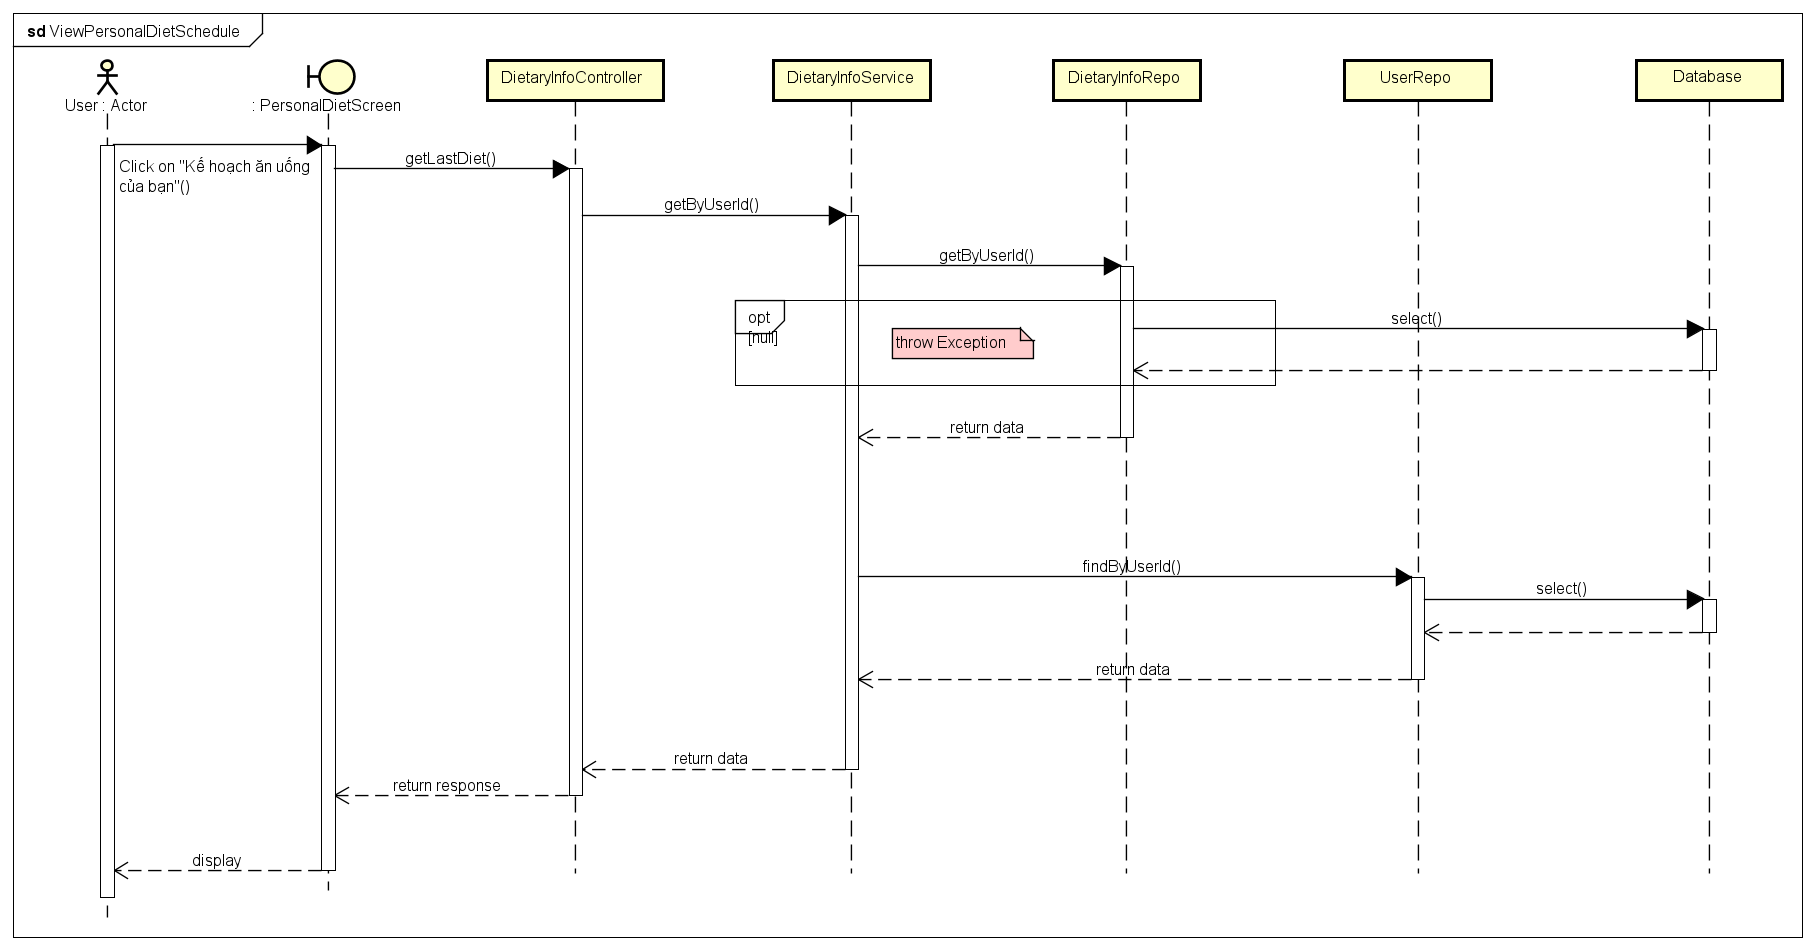 sd ViewPersonalDietSchedule
User : Actor
: PersonalDietScreen
DietaryInfoController
DietaryInfoService
DietaryInfoRepo
UserRepo
Database
Click on "Kế hoạch ăn uống
của bạn"()
getLastDiet()
getByUserId()
getByUserId()
opt
[null]
throw Exception
select()
return data
findByUserId()
select()
return data
return data
return response
display